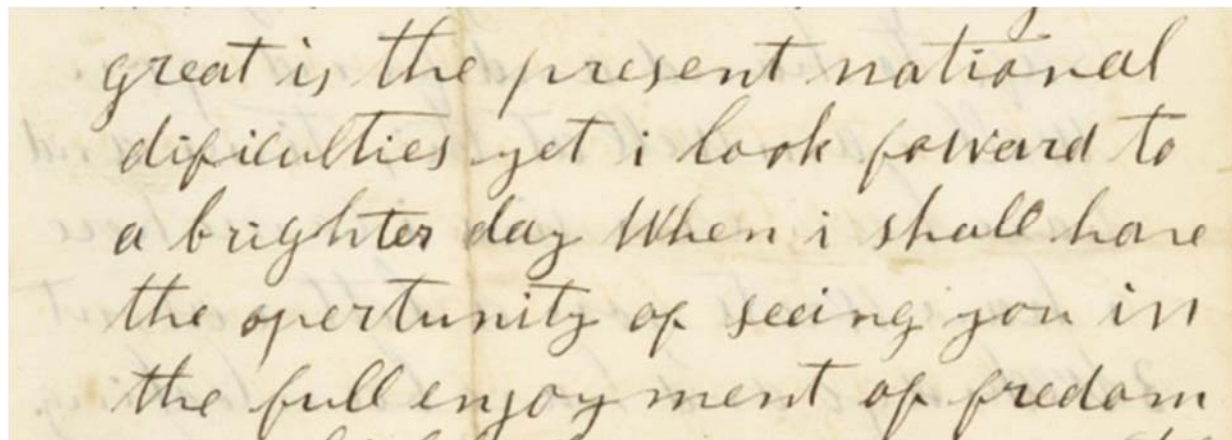 great is the present national
dificulties yet i look foward to
a brighter day When i shall have
the opertunity of seeing you in
the full enjoyment of fredom